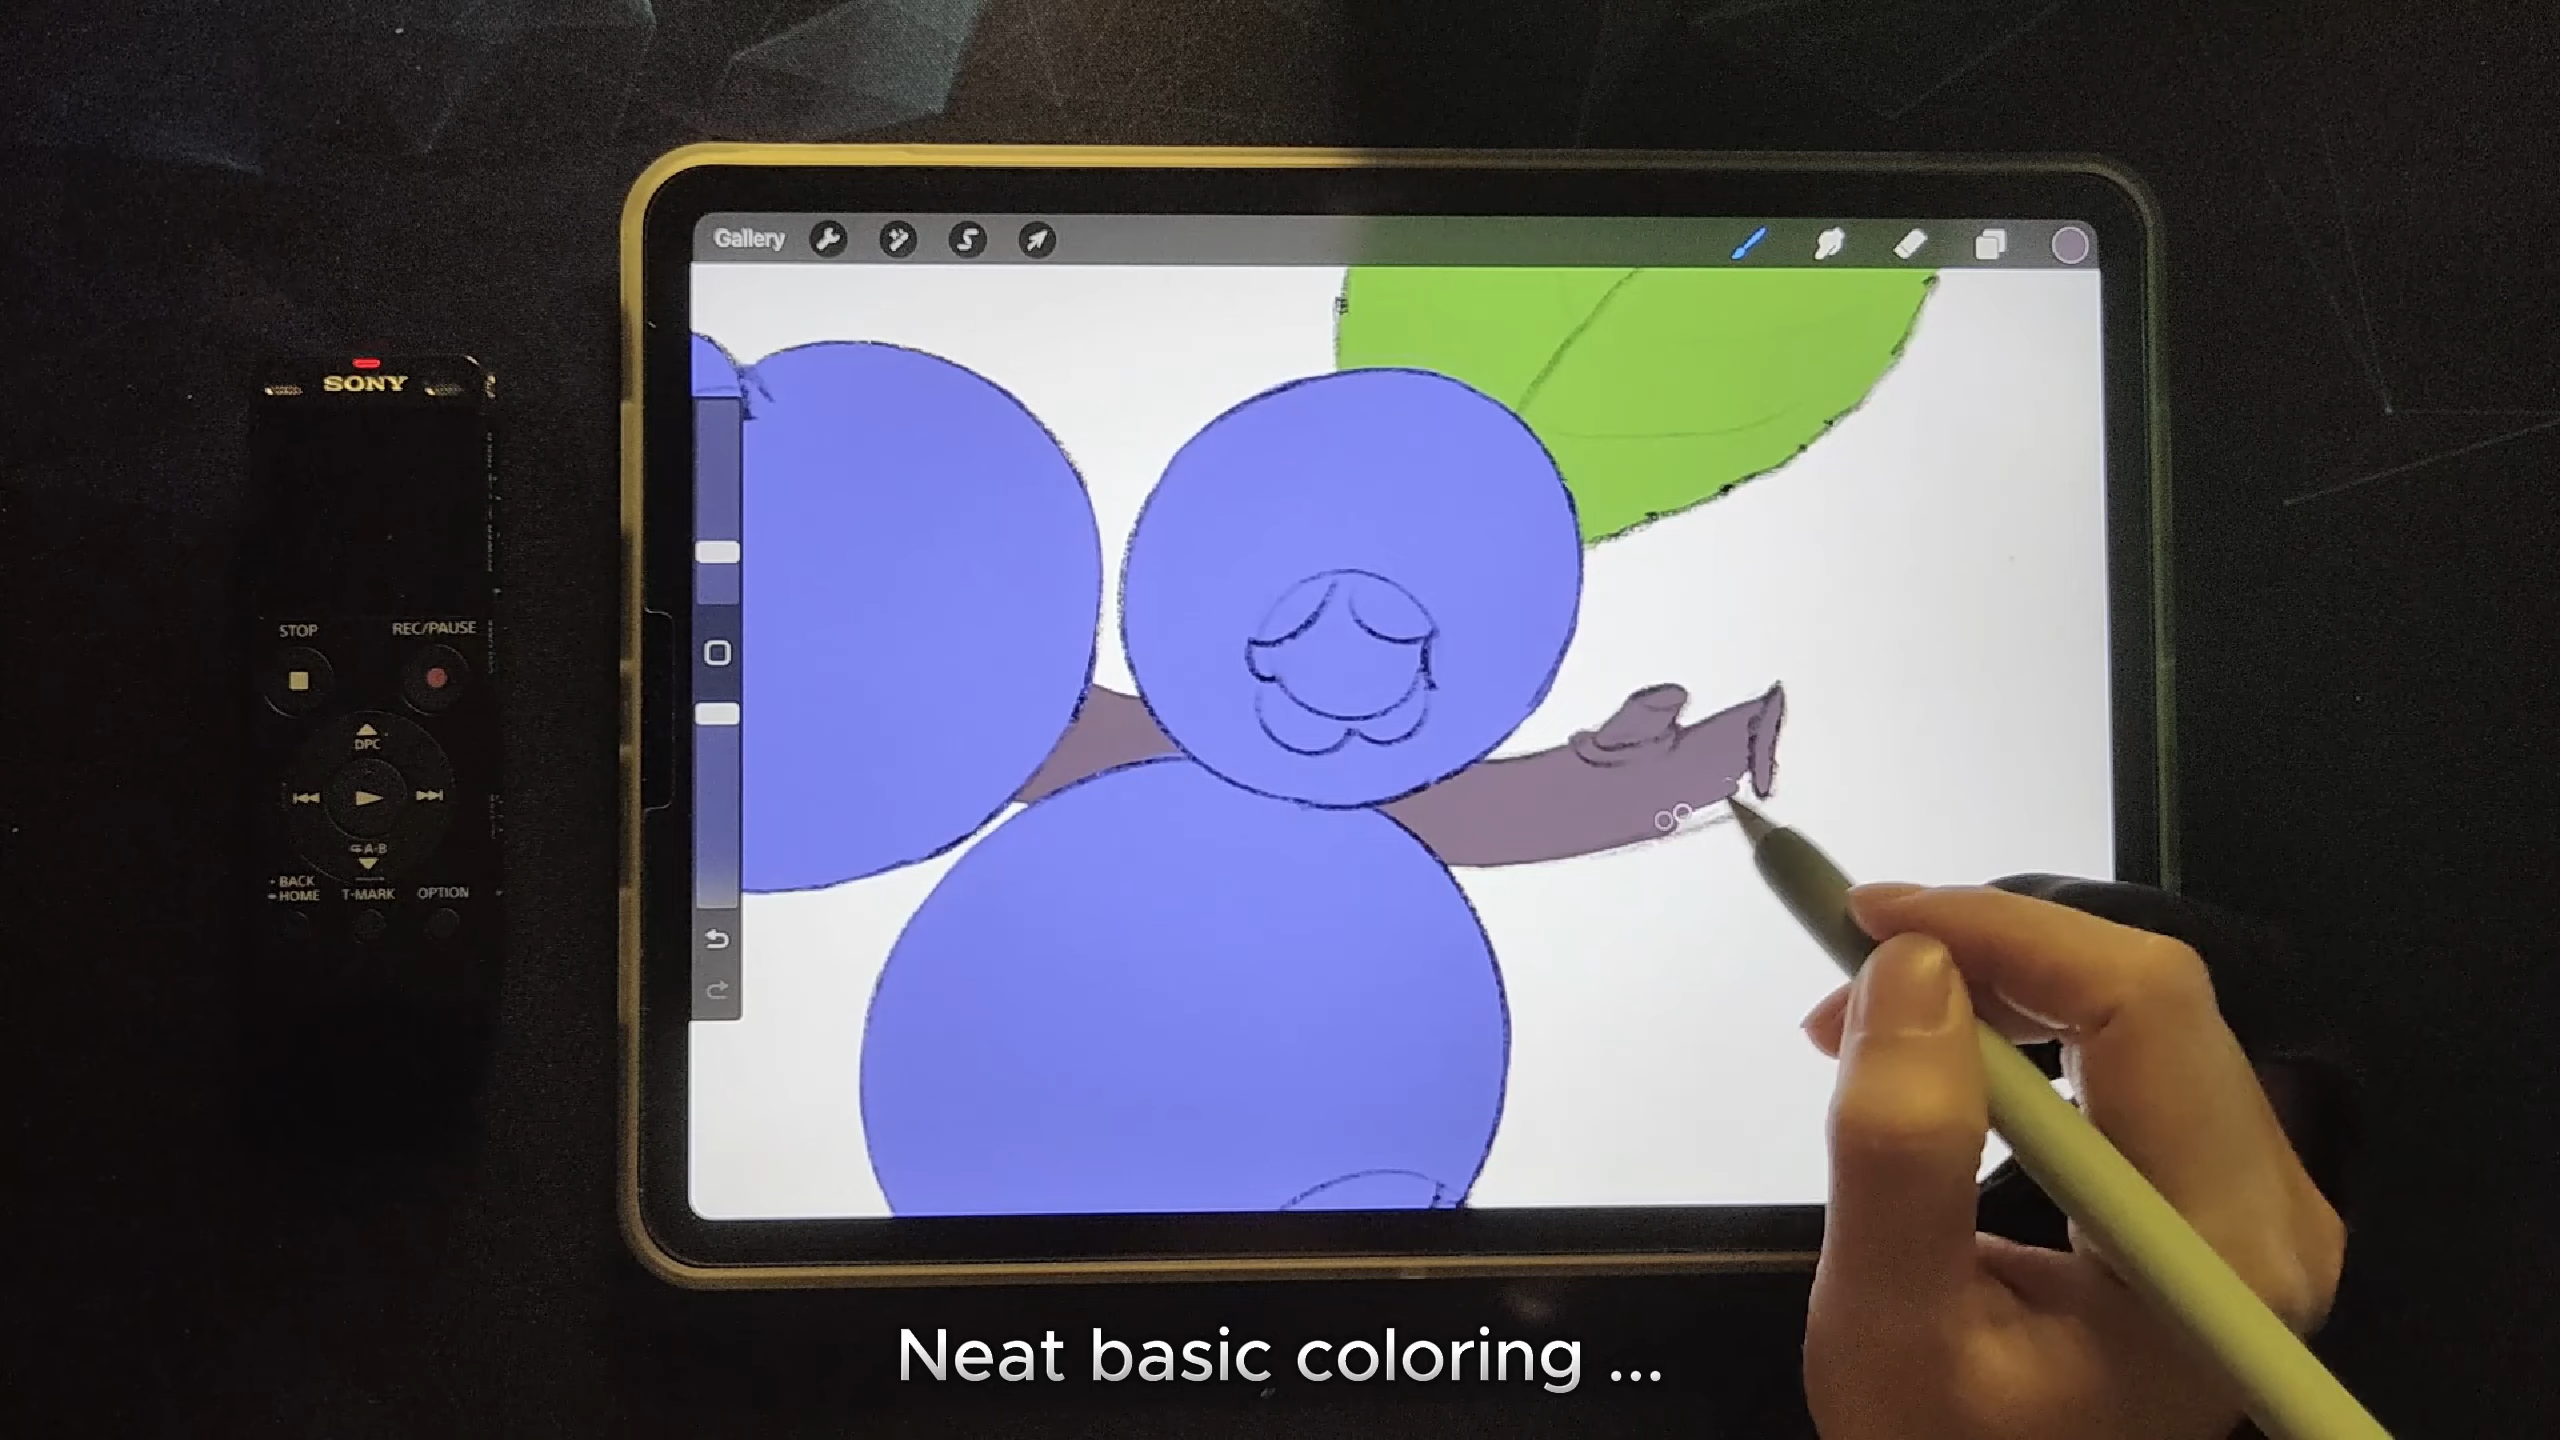 Gallery
SONY
STOP
REC/PAUSE
DPC
A-B
BACK
HOME
T-MARK
OPTION
Neat basic coloring ...